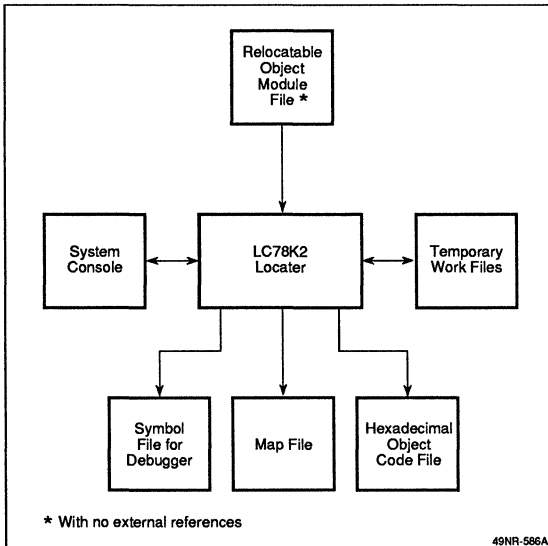 Relocatable
Object
Module
File *
System
Console
LC78K2
Locater
Temporary
Work Files
Symbol
File for
Debugger
Map File
Hexadecimal
Object
Code File
* With no external references
49NR-586A